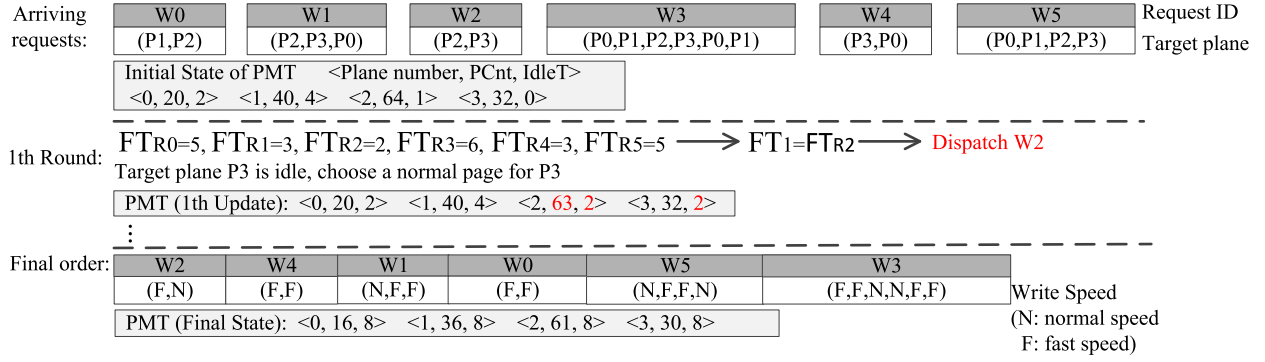 Arriving requests:
W0 W1 W2 W3 W4 W5 Request ID
(P1,P2) (P2,P3,P0) (P2,P3) (P0,P1,P2,P3,P0,P1) (P3,P0) (P0,P1,P2,P3) Target plane
Initial State of PMT <Plane number, PCnt, IdleT>
<0, 20, 2> <1, 40, 4> <2, 64, 1> <3, 32, 0>
1th Round:
FTR0=5, FTR1=3, FTR2=2, FTR3=6, FTR4=3, FTR5=5 FT1=FTR2 Dispatch W2
Target plane P3 is idle, choose a normal page for P3
PMT (1th Update): <0, 20, 2> <1, 40, 4> <2, 63, 2> <3, 32, 2>
Final order:
W2 W4 W1 W0 W5 W3
(F,N) (F,F) (N,F,F) (F,F) (N,F,F,N) (F,F,N,N,F,F)
Write Speed
(N: normal speed
F: fast speed)
PMT (Final State): <0, 16, 8> <1, 36, 8> <2, 61, 8> <3, 30, 8>